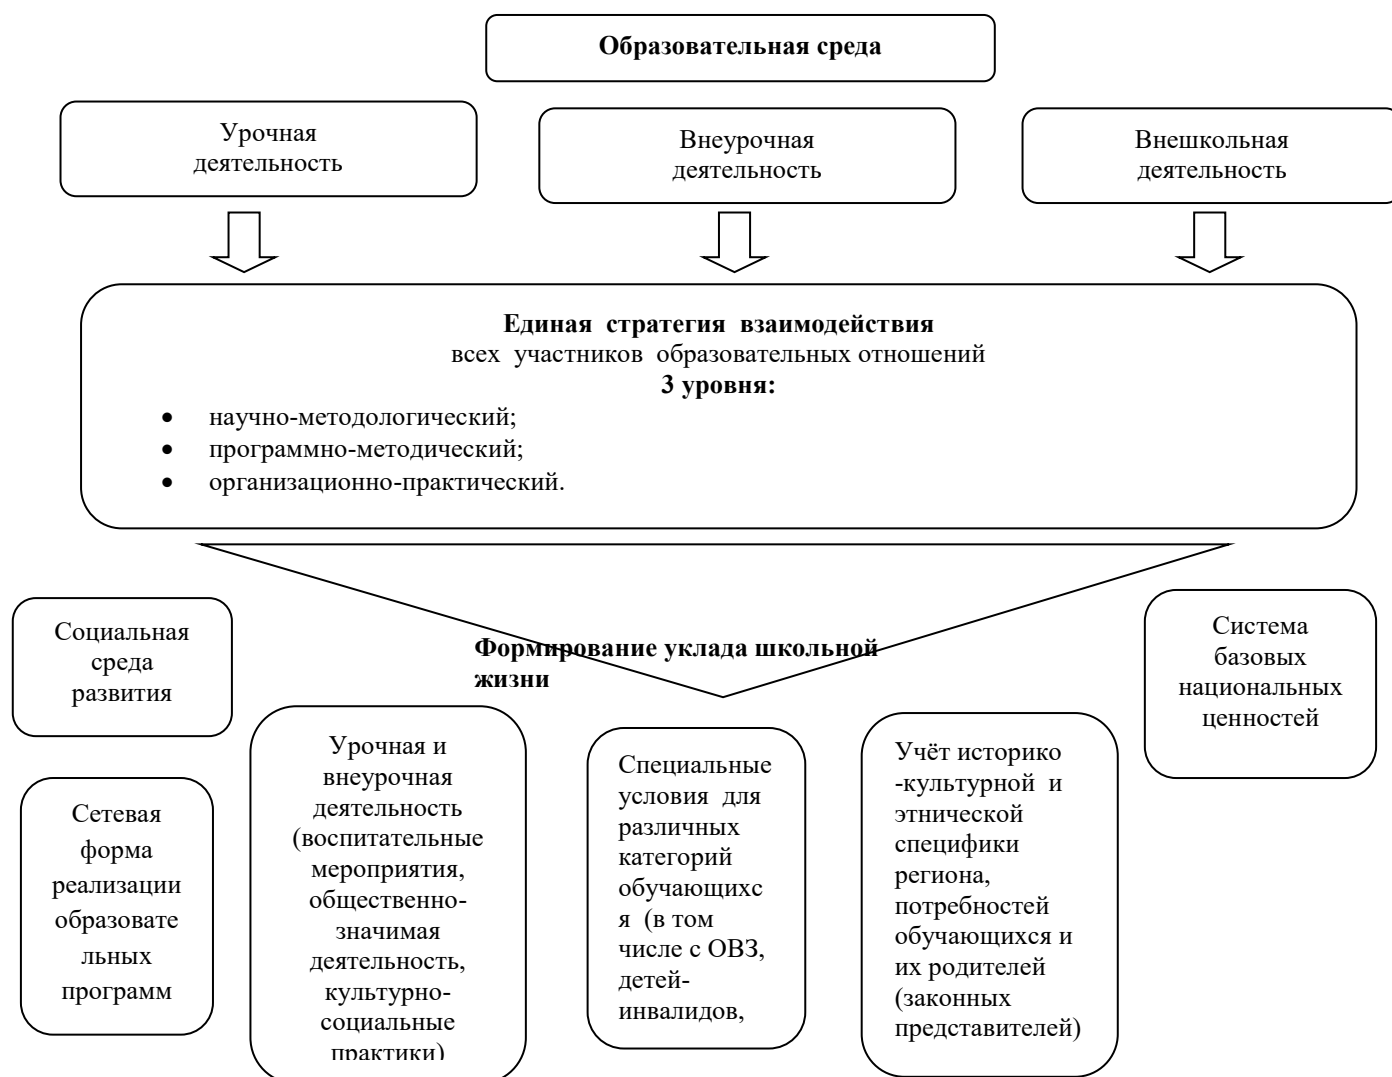 Образовательная среда
Урочная
деятельность
Внеурочная
деятельность
Внешкольная
деятельность
Единая стратегия взаимодействия
всех участников образовательных отношений
3 уровня:
• научно-методологический;
• программно-методический;
• организационно-практический.
Формирование уклада школьной
жизни
Социальная
среда
развития
Система
базовых
национальных
ценностей
Сетевая
форма
реализации
образовате
льных
программ
Урочная и
внеурочная
деятельность
(воспитательные
мероприятия,
общественно-
значимая
деятельность,
культурно-
социальные
практики)
Специальные
условия для
различных
категорий
обучающихс
я (в том
числе с ОВЗ,
детей-
инвалидов,
Учёт историко
-культурной и
этнической
специфики
региона,
потребностей
обучающихся и
их родителей
(законных
представителей)